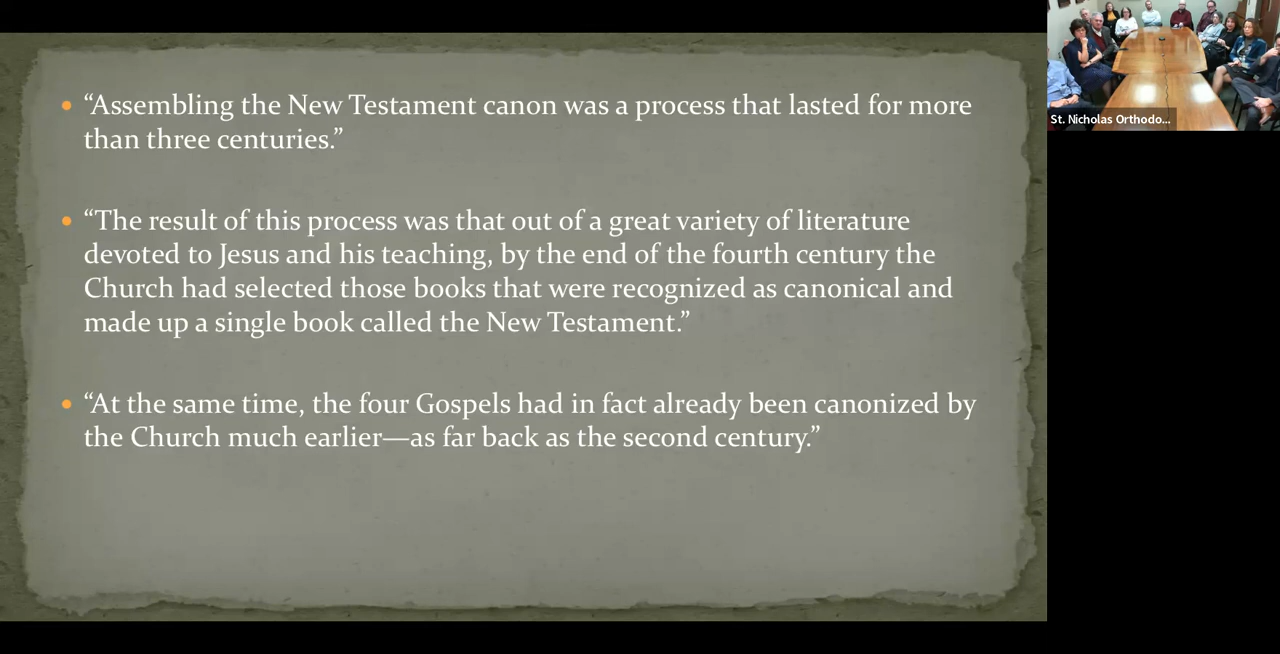 “Assembling the New Testament canon was a process that lasted for more
than three centuries.”
“The result of this process was that out of a great variety of literature
devoted to Jesus and his teaching, by the end of the fourth century the
Church had selected those books that were recognized as canonical and
made up a single book called the New Testament.”
“At the same time, the four Gospels had in fact already been canonized by
the Church much earlier—as far back as the second century.”
St. Nicholas Orthodo...